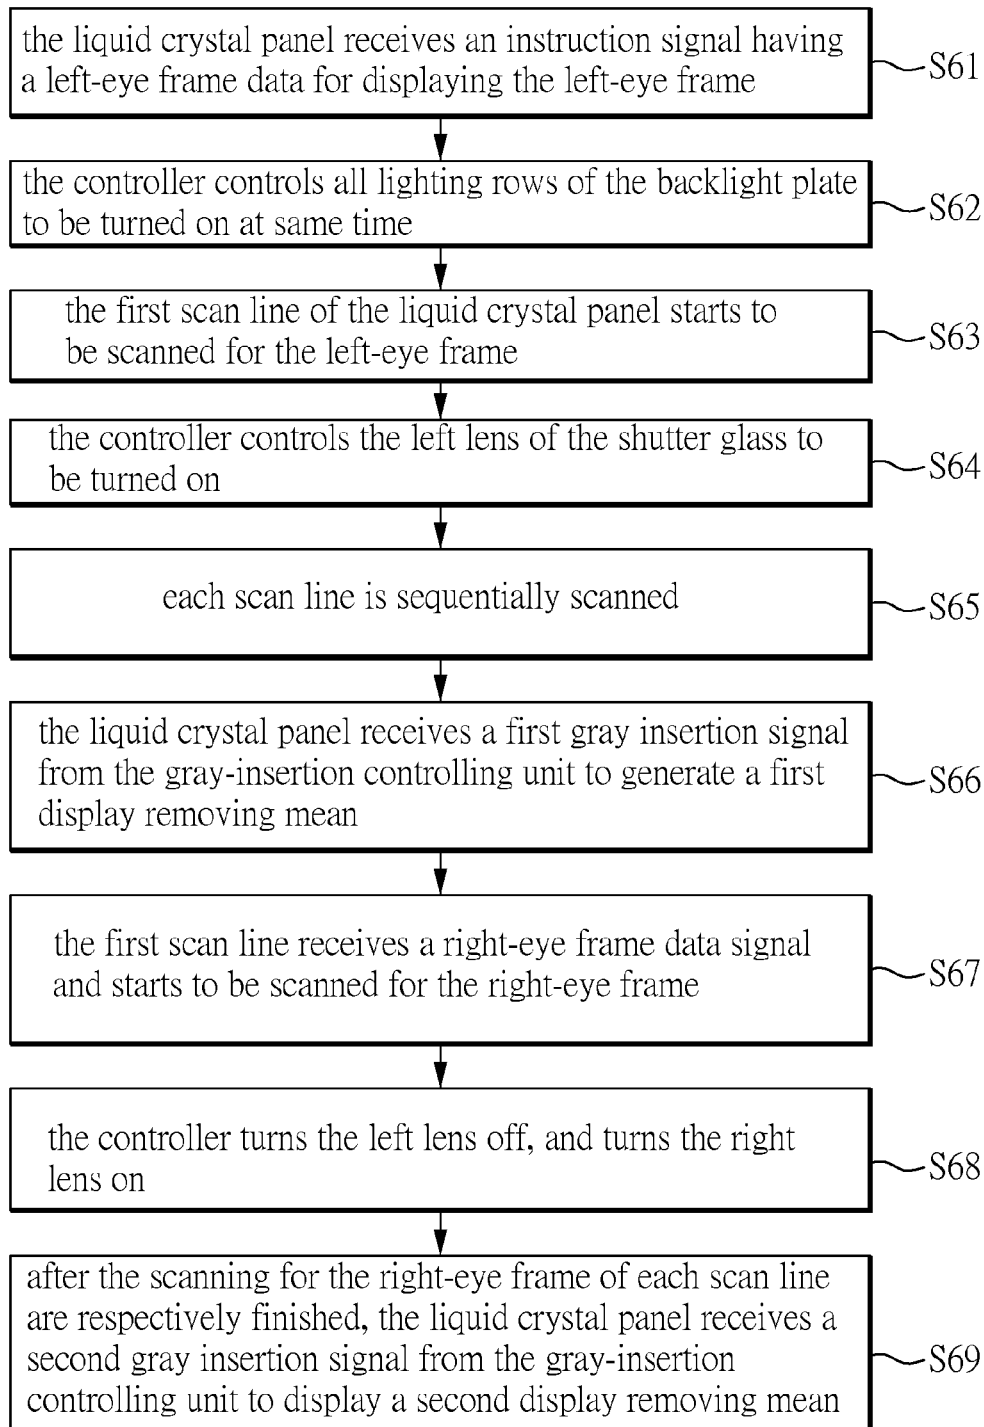 the liquid crystal panel receives an instruction signal having
a left-eye frame data for displaying the left-eye frame
S61
the controller controls all lighting rows of the backlight plate
to be turned on at same time
S62
the first scan line of the liquid crystal panel starts to
be scanned for the left-eye frame
S63
the controller controls the left lens of the shutter glass to
be turned on
S64
each scan line is sequentially scanned
S65
the liquid crystal panel receives a first gray insertion signal
from the gray-insertion controlling unit to generate a first
display removing mean
S66
the first scan line receives a right-eye frame data signal
and starts to be scanned for the right-eye frame
S67
the controller turns the left lens off, and turns the right
lens on
S68
after the scanning for the right-eye frame of each scan line
are respectively finished, the liquid crystal panel receives a
second gray insertion signal from the gray-insertion
controlling unit to display a second display removing mean
S69